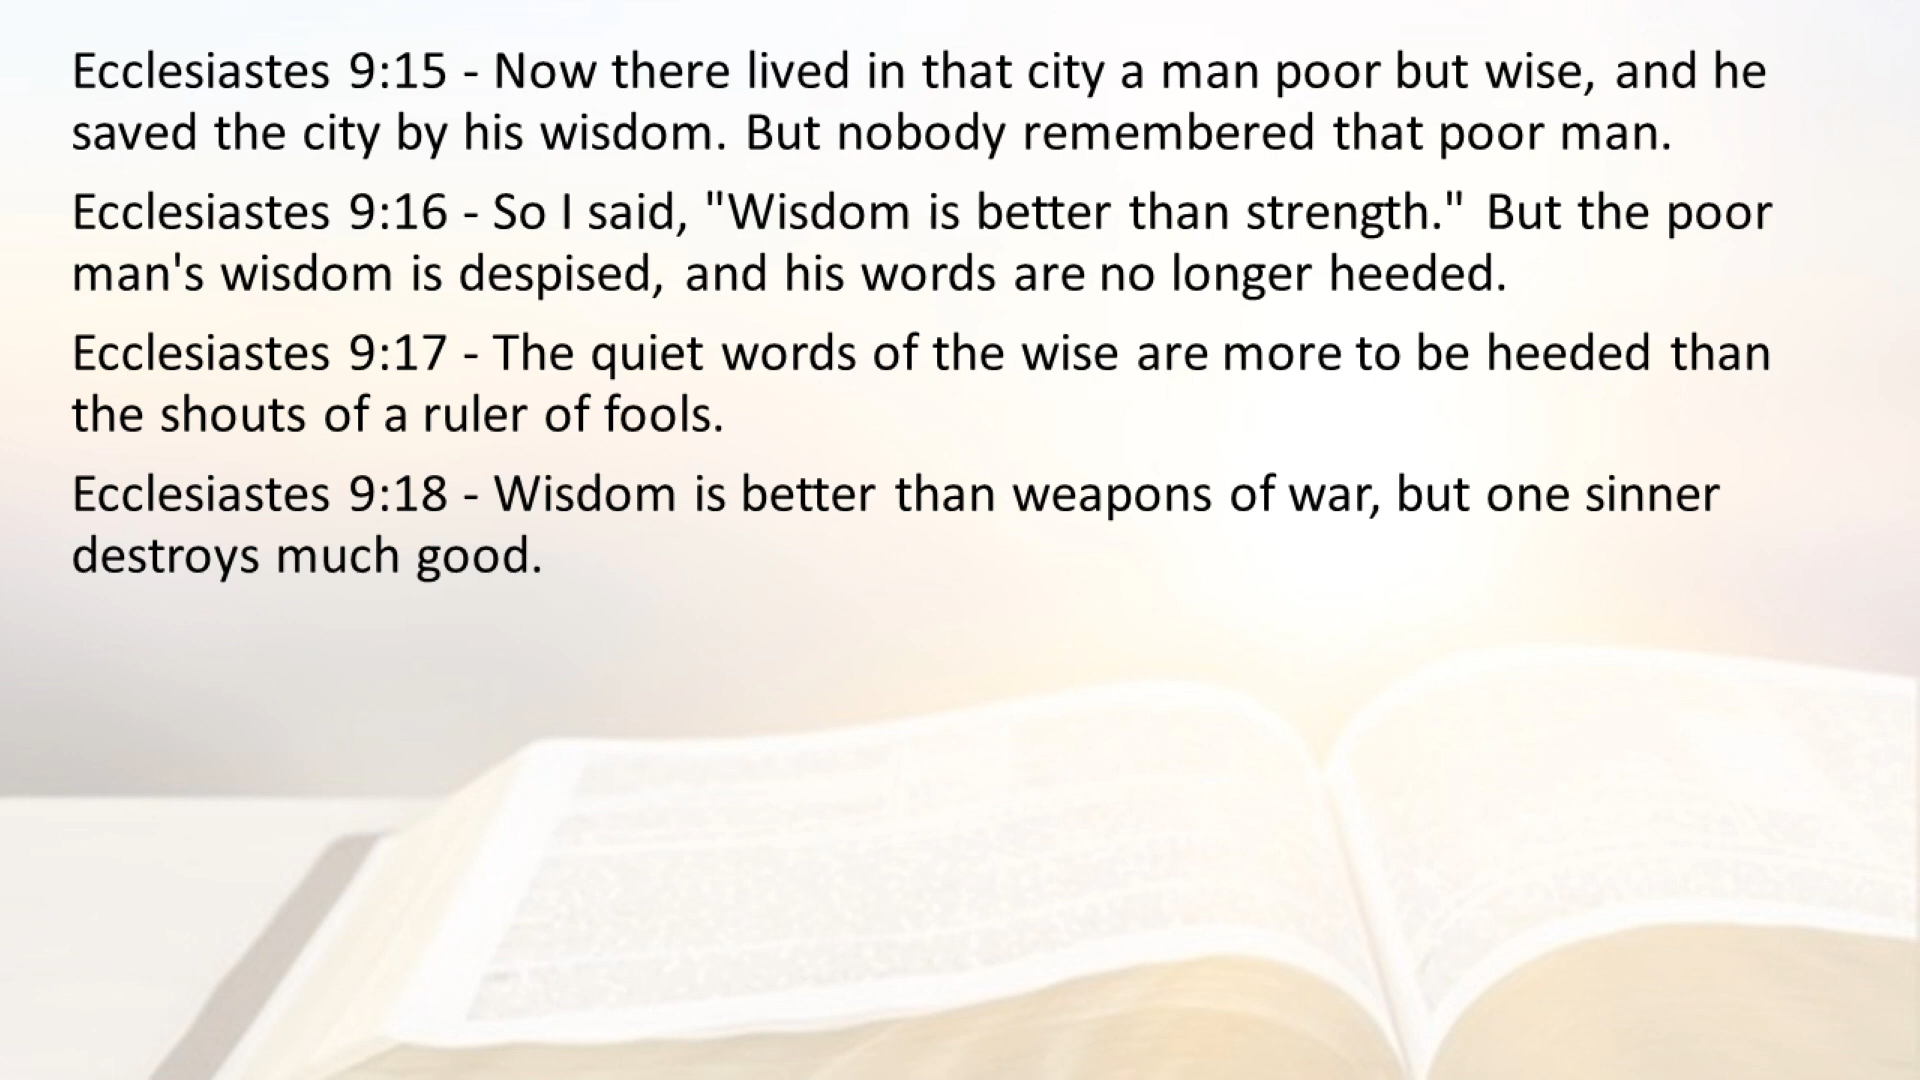 Ecclesiastes 9:15 - Now there lived in that city a man poor but wise, and he
saved the city by his wisdom. But nobody remembered that poor man.
Ecclesiastes 9:16 - So I said, "Wisdom is better than strength." But the poor
man's wisdom is despised, and his words are no longer heeded.
Ecclesiastes 9:17 - The quiet words of the wise are more to be heeded than
the shouts of a ruler of fools.
Ecclesiastes 9:18 - Wisdom is better than weapons of war, but one sinner
destroys much good.